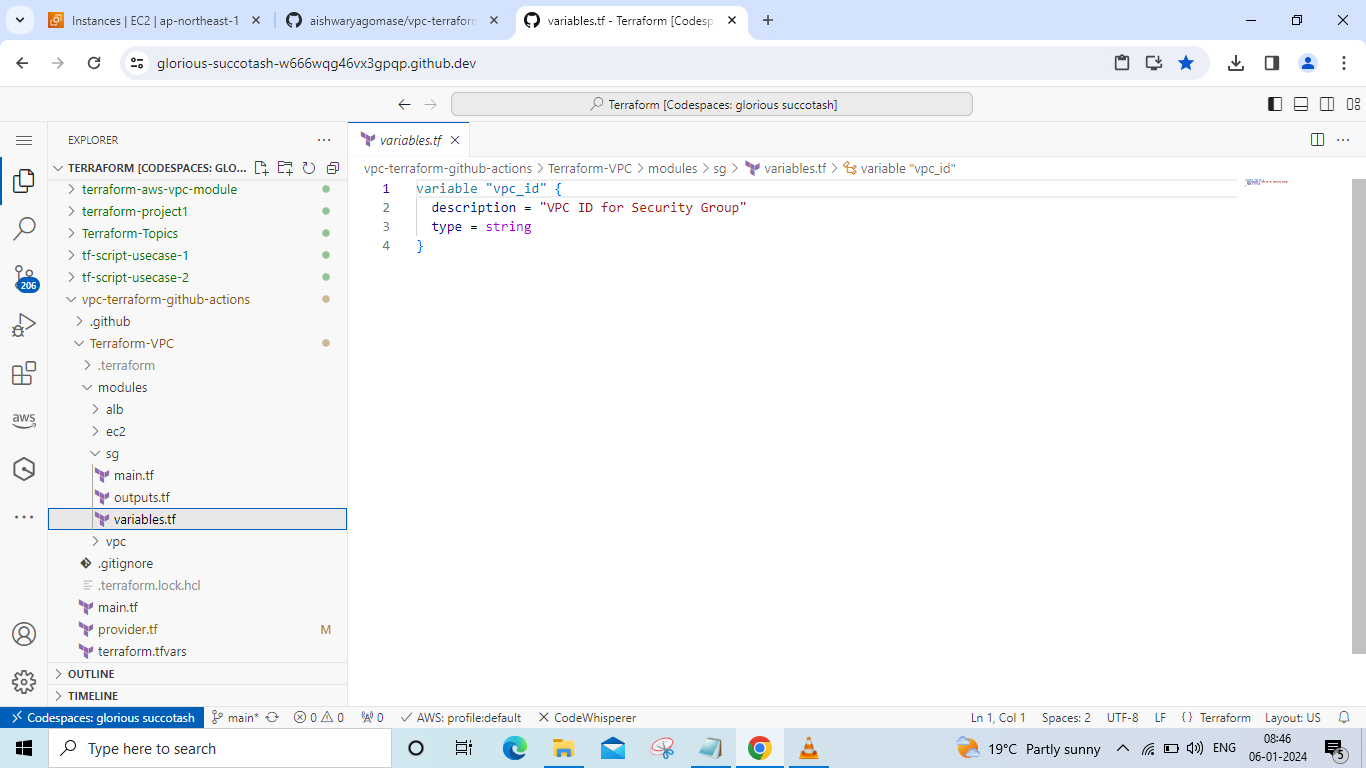 Instances | EC2 | ap-northeast-1
aishwaryagomase/vpc-terraform
variables.tf - Terraform [Codesp
glorious-succotash-w666wqg46vx3gpqp.github.dev
Terraform [Codespaces: glorious succotash]
EXPLORER
TERRAFORM [CODESPACES: GLO...
terraform-aws-vpc-module
terraform-project1
Terraform-Topics
tf-script-usecase-1
tf-script-usecase-2
vpc-terraform-github-actions
.github
Terraform-VPC
.terraform
modules
alb
ec2
sg
main.tf
outputs.tf
variables.tf
vpc
.gitignore
.terraform.lock.hcl
main.tf
provider.tf M
terraform.tfvars
OUTLINE
TIMELINE
206
aws
variables.tf
vpc-terraform-github-actions > Terraform-VPC > modules > sg > variables.tf > variable "vpc_id"
1 variable "vpc_id" {
2 description = "VPC ID for Security Group"
3 type = string
4 }
Codespaces: glorious succotash main* 0 0 0 AWS: profile:default CodeWhisperer Ln 1, Col 1 Spaces: 2 UTF-8 LF {} Terraform Layout: US
Type here to search
19°C Partly sunny ENG
08:46
06-01-2024
5